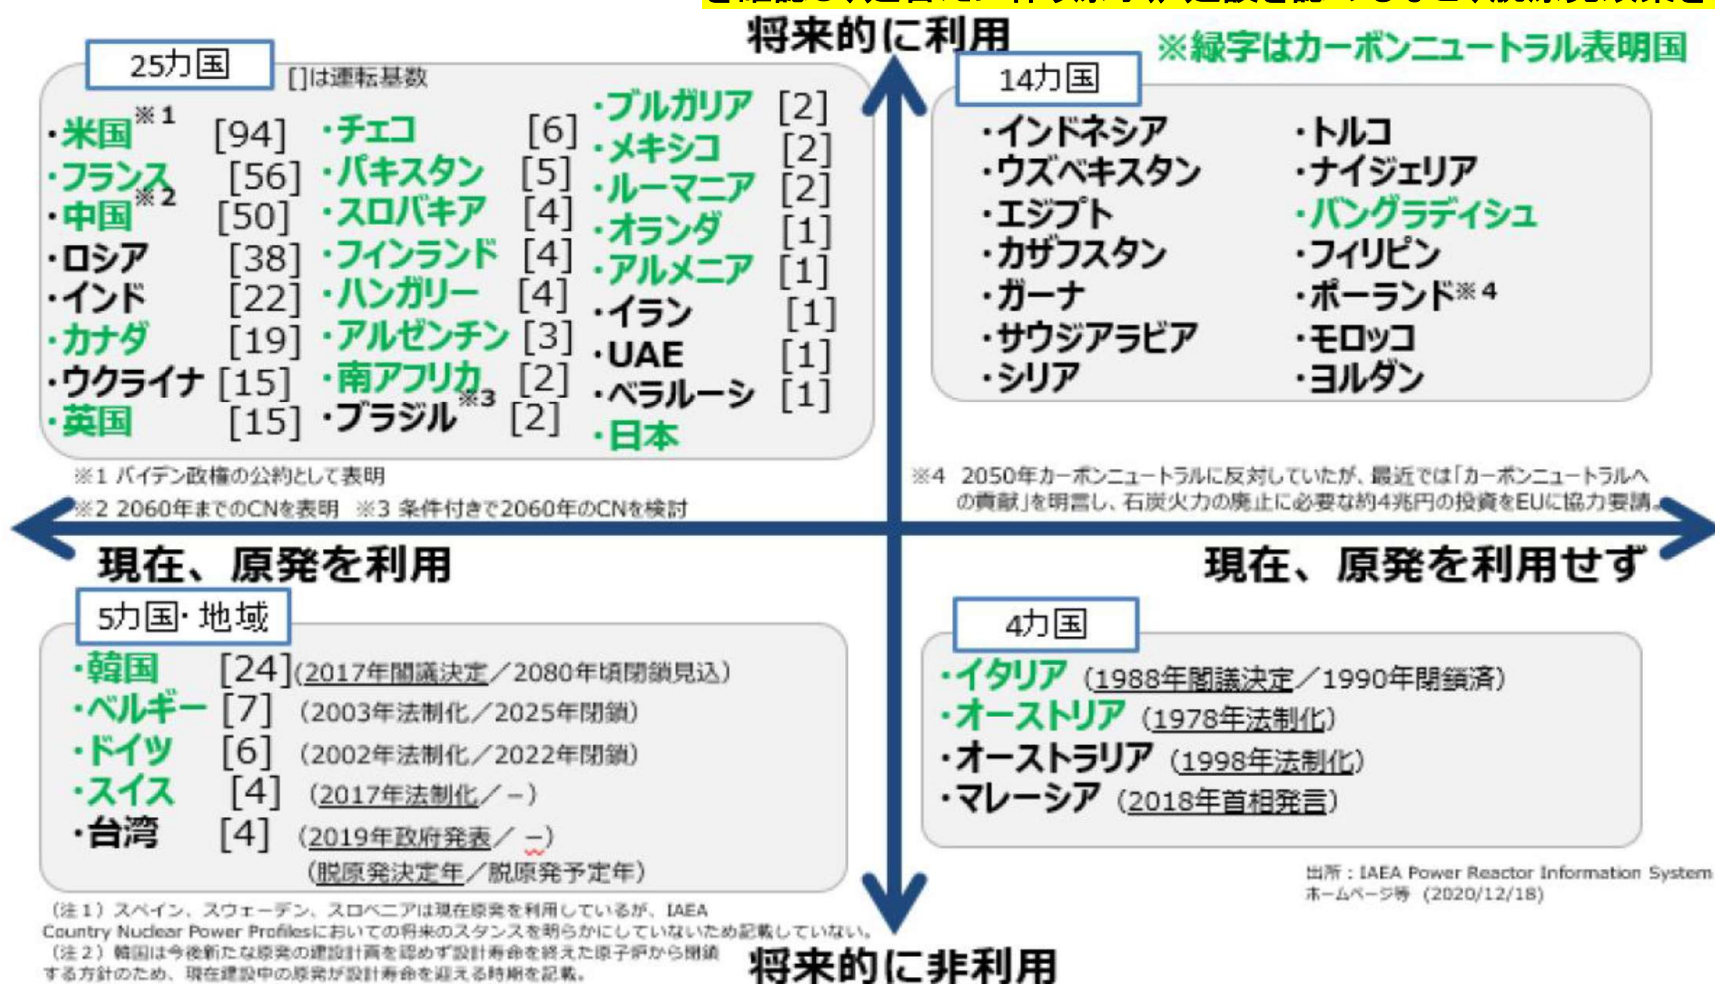 将来的に利用
※緑字はカーボンニュートラル表明国
25カ国
[]は運転基数
・米国※1 [94]
・フランス [56]
・中国※2 [50]
・ロシア [38]
・インド [22]
・カナダ [19]
・ウクライナ [15]
・英国 [15]
・チェコ [6]
・パキスタン [5]
・スロバキア [4]
・フィンランド [4]
・ハンガリー [4]
・アルゼンチン [3]
・南アフリカ [2]
・ブラジル※3 [2]
・ブルガリア [2]
・メキシコ [2]
・ルーマニア [2]
・オランダ [1]
・アルメニア [1]
・イラン [1]
・UAE [1]
・ベラルーシ [1]
・日本
※1 バイデン政権の公約として表明
※2 2060年までのCNを表明 ※3 条件付きで2060年のCNを検討
14カ国
・インドネシア
・ウズベキスタン
・エジプト
・カザフスタン
・ガーナ
・サウジアラビア
・シリア
・トルコ
・ナイジェリア
・バングラディシュ
・フィリピン
・ポーランド※4
・モロッコ
・ヨルダン
※4 2050年カーボンニュートラルに反対していたが、最近では「カーボンニュートラルへ
の貢献」を明言し、石炭火力の廃止に必要な約4兆円の投資をEUに協力要請。
現在、原発を利用
現在、原発を利用せず
5カ国・地域
・韓国 [24](2017年閣議決定/2080年頃閉鎖見込)
・ベルギー [7] (2003年法制化/2025年閉鎖)
・ドイツ [6] (2002年法制化/2022年閉鎖)
・スイス [4] (2017年法制化/−)
・台湾 [4] (2019年政府発表/ −)
(脱原発決定年/脱原発予定年)
4カ国
・イタリア (1988年閣議決定/1990年閉鎖済)
・オーストリア (1978年法制化)
・オーストラリア (1998年法制化)
・マレーシア (2018年首相発言)
出所:IAEA Power Reactor Information System
ホームページ等 (2020/12/18)
(注1)スペイン、スウェーデン、スロベニアは現在原発を利用しているが、IAEA
Country Nuclear Power Profilesにおいての将来のスタンスを明らかにしていないため記載していない。
(注2)韓国は今後新たな原発の建設計画を認めず設計寿命を終えた原子炉から閉鎖
する方針のため、現在建設中の原発が設計寿命を迎える時期を記載。
将来的に非利用